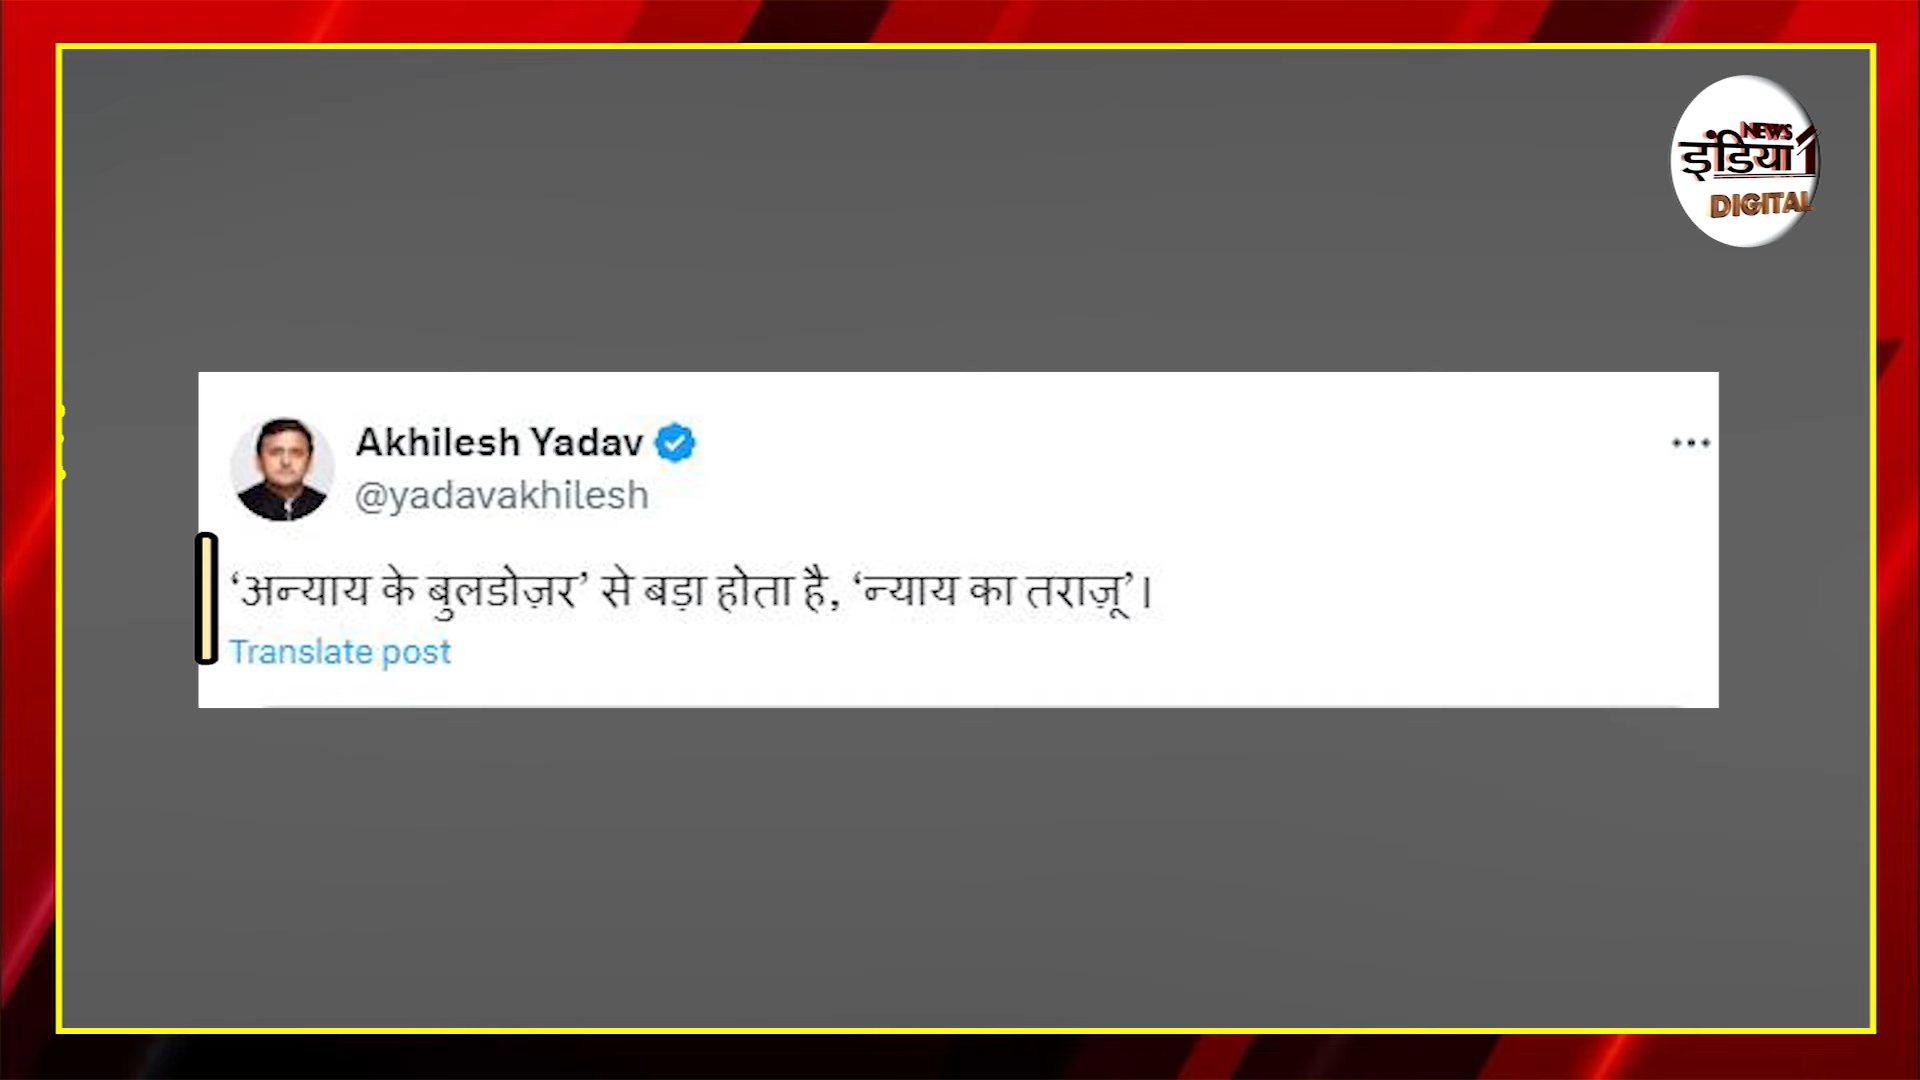 NEWS
इंडिया 1
DIGITAL
Akhilesh Yadav
@yadavakhilesh
‘अन्याय के बुलडोज़र’ से बड़ा होता है, ‘न्याय का तराज़ू’।
Translate post